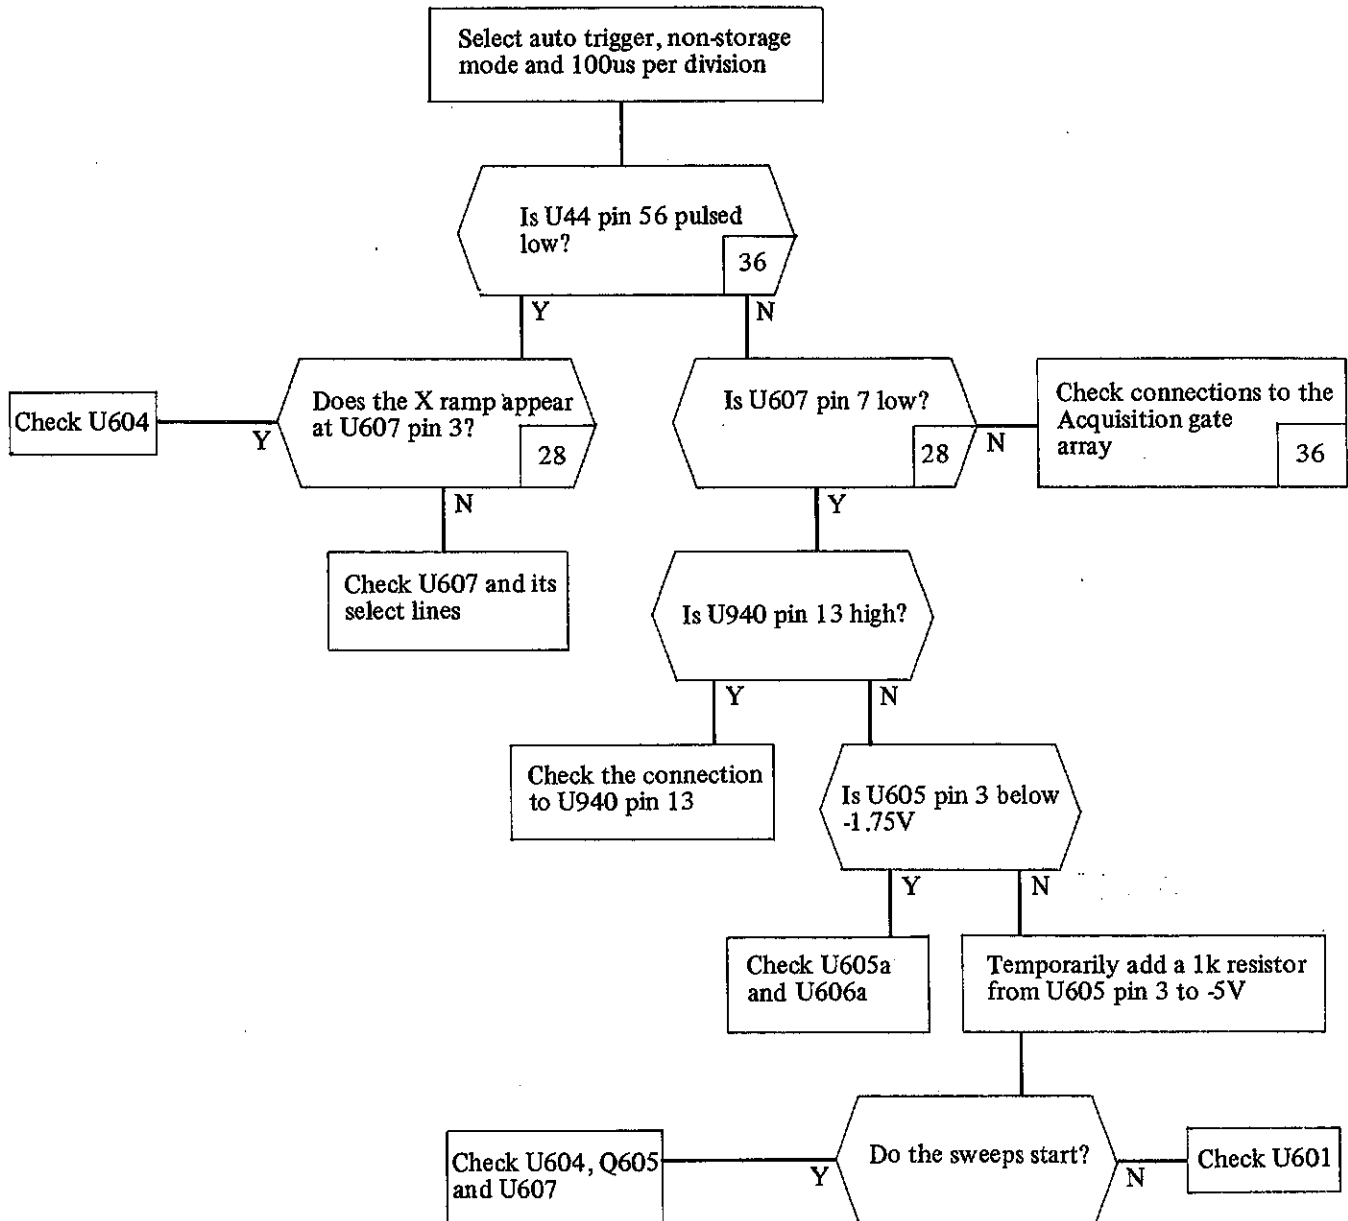 Select auto trigger, non-storage
mode and 100us per division
Is U44 pin 56 pulsed
low?
36
Y
N
Check U604
Y
Does the X ramp appear
at U607 pin 3?
28
Is U607 pin 7 low?
28
N
Check connections to the
Acquisition gate
array
36
N
Y
Check U607 and its
select lines
Is U940 pin 13 high?
Y
N
Check the connection
to U940 pin 13
Is U605 pin 3 below
-1.75V
Y
N
Check U605a
and U606a
Temporarily add a 1k resistor
from U605 pin 3 to -5V
Check U604, Q605
and U607
Y
Do the sweeps start?
N
Check U601